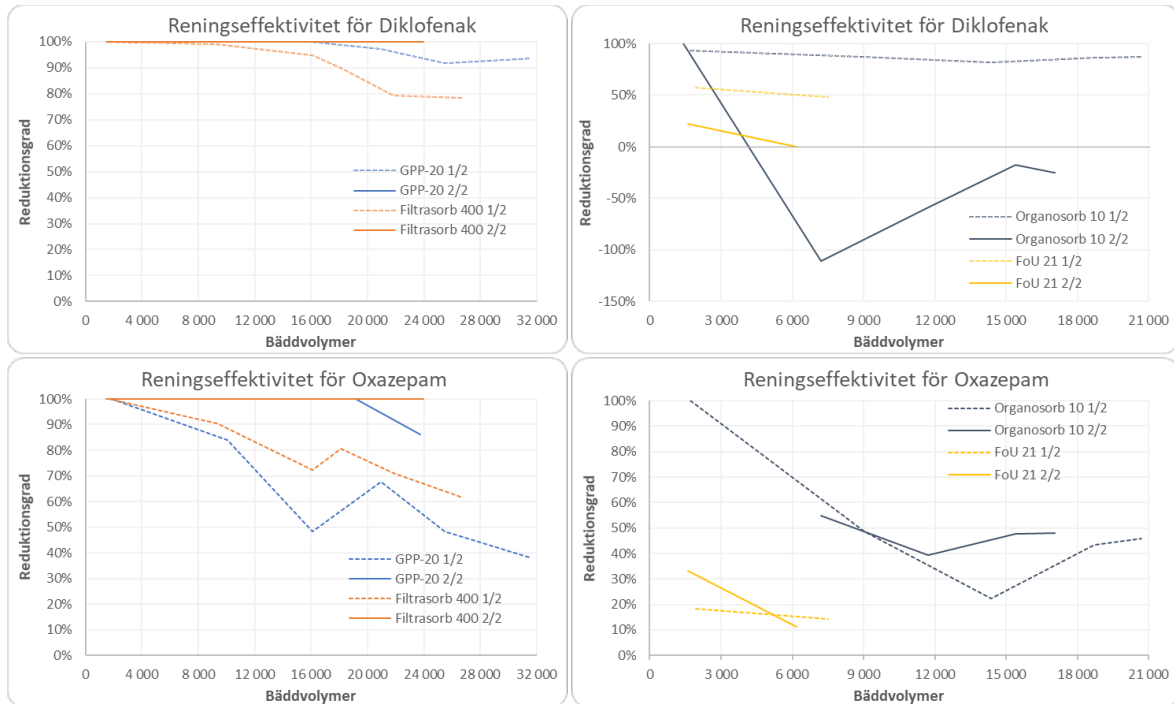 Reningseffektivitet för Diklofenak
100%
90%
80%
70%
60%
50%
40%
30%
20%
10%
0%
Reduktionsgrad
GPP-20 1/2
GPP-20 2/2
Filtrasorb 400 1/2
Filtrasorb 400 2/2
0 4 000 8 000 12 000 16 000 20 000 24 000 28 000 32 000
Bäddvolymer
Reningseffektivitet för Diklofenak
100%
50%
0%
-50%
-100%
-150%
Reduktionsgrad
Organosorb 10 1/2
Organosorb 10 2/2
FoU 21 1/2
FoU 21 2/2
0 3 000 6 000 9 000 12 000 15 000 18 000 21 000
Bäddvolymer
Reningseffektivitet för Oxazepam
100%
90%
80%
70%
60%
50%
40%
30%
20%
10%
0%
Reduktionsgrad
GPP-20 1/2
GPP-20 2/2
Filtrasorb 400 1/2
Filtrasorb 400 2/2
0 4 000 8 000 12 000 16 000 20 000 24 000 28 000 32 000
Bäddvolymer
Reningseffektivitet för Oxazepam
100%
90%
80%
70%
60%
50%
40%
30%
20%
10%
0%
Reduktionsgrad
Organosorb 10 1/2
Organosorb 10 2/2
FoU 21 1/2
FoU 21 2/2
0 3 000 6 000 9 000 12 000 15 000 18 000 21 000
Bäddvolymer